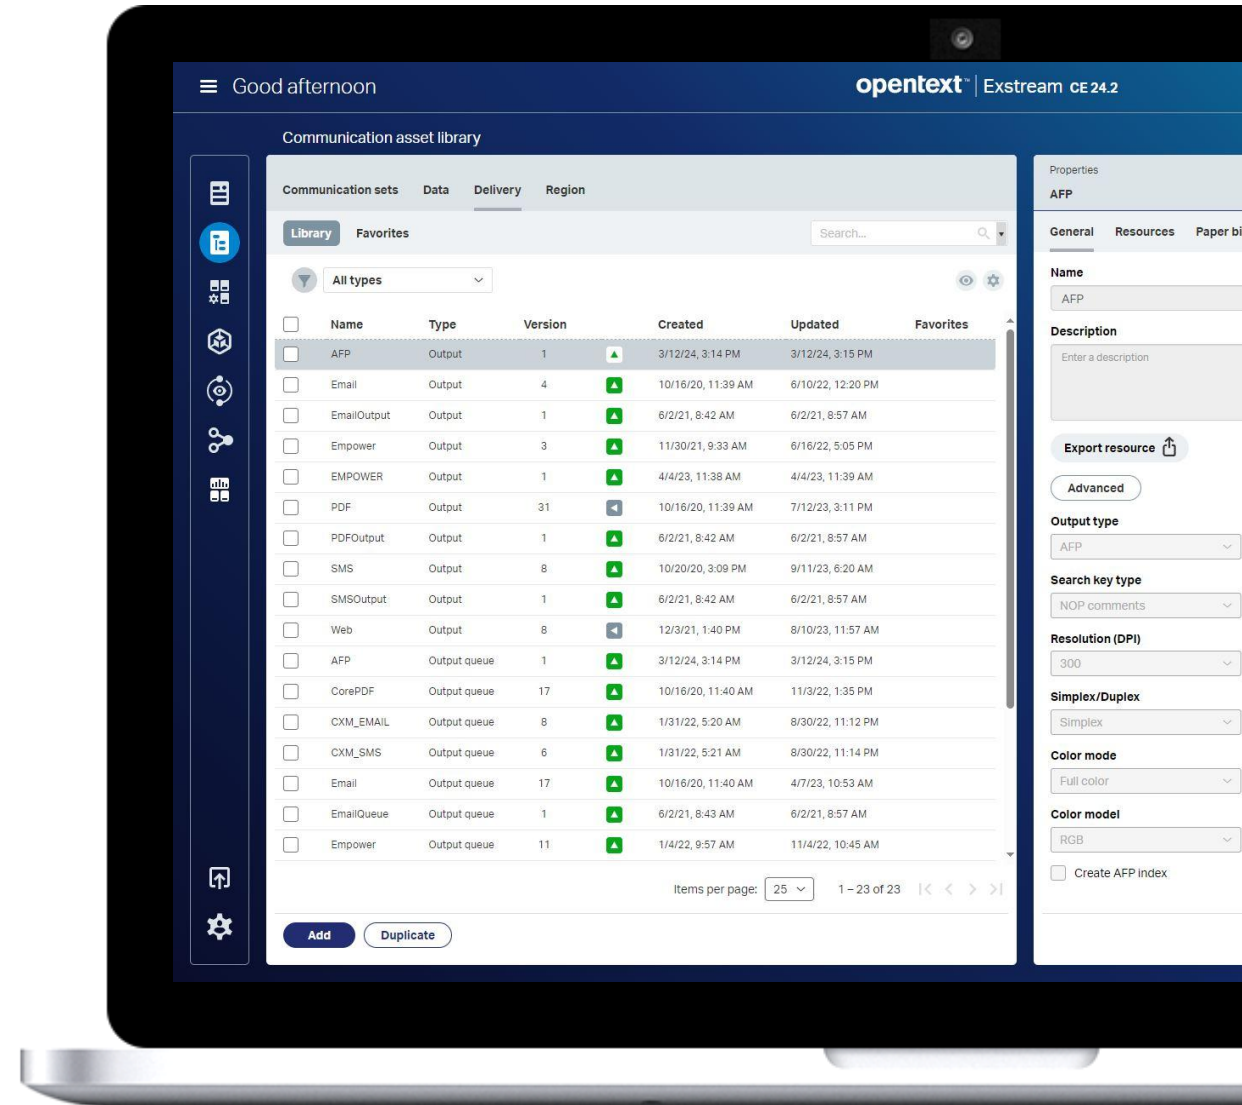 Good afternoon
opentext™ | Exstream CE 24.2
Communication asset library
Communication sets Data Delivery Region
Library Favorites Search...
All types
Name Type Version Created Updated Favorites
AFP Output 1 3/12/24, 3:14 PM 3/12/24, 3:15 PM
Email Output 4 10/16/20, 11:39 AM 6/10/22, 12:20 PM
EmailOutput Output 1 6/2/21, 8:42 AM 6/2/21, 8:57 AM
Empower Output 3 11/30/21, 9:33 AM 6/16/22, 5:05 PM
EMPOWER Output 1 4/4/23, 11:38 AM 4/4/23, 11:39 AM
PDF Output 31 10/16/20, 11:39 AM 7/12/23, 3:11 PM
PDFOutput Output 1 6/2/21, 8:42 AM 6/2/21, 8:57 AM
SMS Output 8 10/20/20, 3:09 PM 9/11/23, 6:20 AM
SMSOutput Output 1 6/2/21, 8:42 AM 6/2/21, 8:57 AM
Web Output 8 12/3/21, 1:40 PM 8/10/23, 11:57 AM
AFP Output queue 1 3/12/24, 3:14 PM 3/12/24, 3:15 PM
CorePDF Output queue 17 10/16/20, 11:40 AM 11/3/22, 1:35 PM
CXM_EMAIL Output queue 8 1/31/22, 5:20 AM 8/30/22, 11:12 PM
CXM_SMS Output queue 6 1/31/22, 5:21 AM 8/30/22, 11:14 PM
Email Output queue 17 10/16/20, 11:40 AM 4/7/23, 10:53 AM
EmailQueue Output queue 1 6/2/21, 8:43 AM 6/2/21, 8:57 AM
Empower Output queue 11 1/4/22, 9:57 AM 11/4/22, 10:45 AM
Items per page: 25 1 – 23 of 23
Add Duplicate
Properties
AFP
General Resources Paper bi
Name
AFP
Description
Enter a description
Export resource
Advanced
Output type
AFP
Search key type
NOP comments
Resolution (DPI)
300
Simplex/Duplex
Simplex
Color mode
Full color
Color model
RGB
Create AFP index